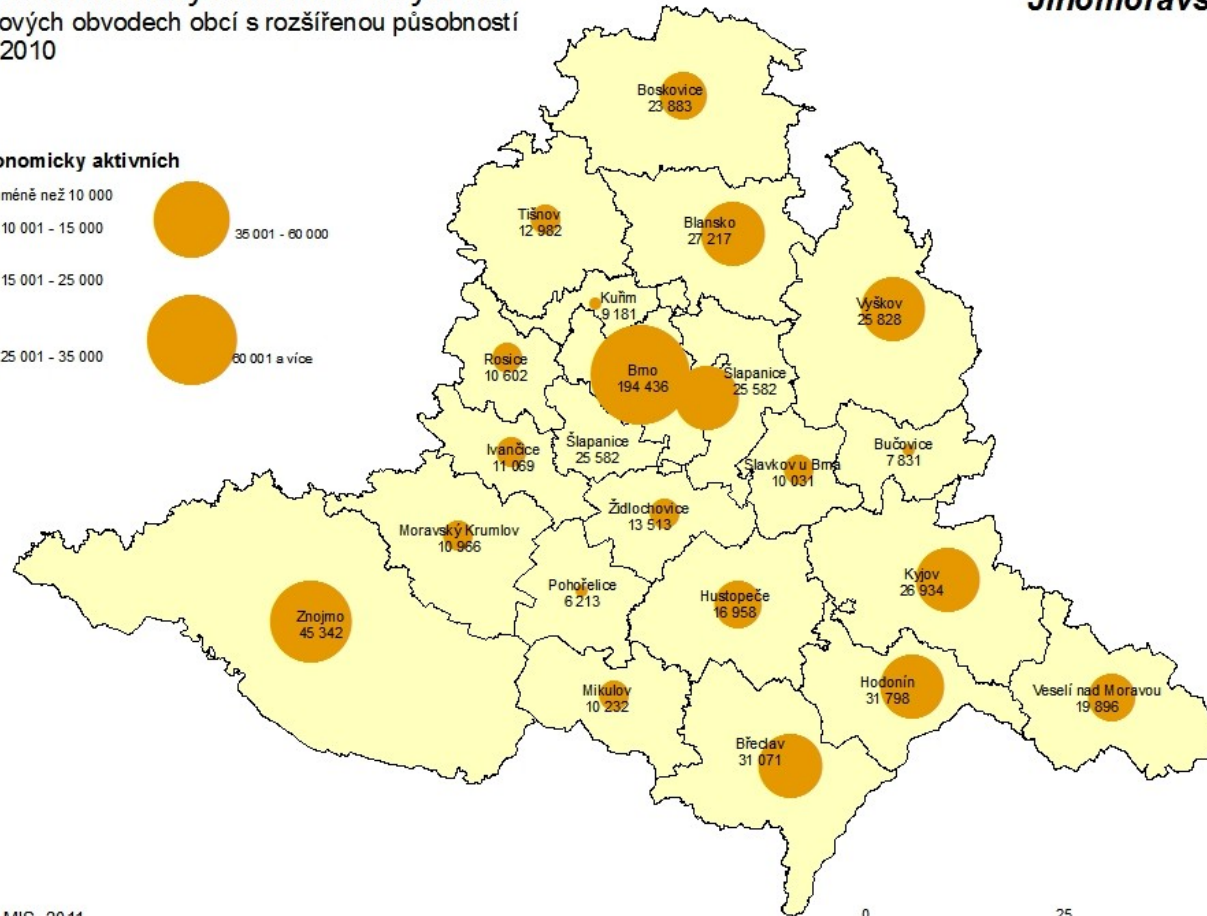 ových obvodech obcí s rozšířenou působností
2010
Jihomoravs
onomicky aktivních
méně než 10 000
10 001 - 15 000
15 001 - 25 000
25 001 - 35 000
35 001 - 60 000
60 001 a více
Boskovice
23 883
Tišnov
12 982
Blansko
27 217
Kuřim
9 181
Vyškov
25 828
Rosice
10 602
Brno
194 436
Šlapanice
25 582
Ivančice
11 069
Šlapanice
25 582
Slavkov u Brna
10 031
Bučovice
7 831
Židlochovice
13 513
Moravský Krumlov
10 966
Pohořelice
6 213
Hustopeče
16 958
Kyjov
26 934
Znojmo
45 342
Mikulov
10 232
Hodonín
31 798
Veselí nad Moravou
19 896
Břeclav
31 071
MIS, 2011
0 25